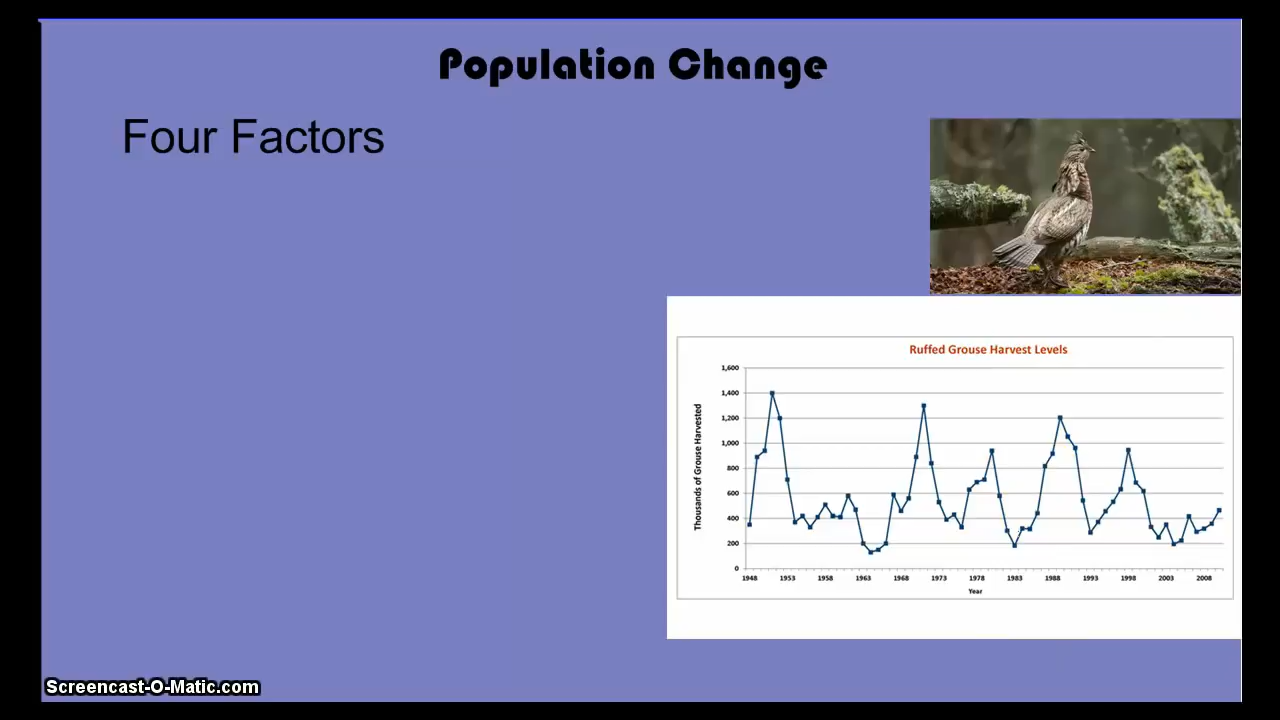 Population Change
Four Factors
Ruffed Grouse Harvest Levels
Thousands of Grouse Harvested
1,600
1,400
1,200
1,000
800
600
400
200
0
1948 1953 1958 1963 1968 1973 1978 1983 1988 1993 1998 2003 2008
Year
Screencast-O-Matic.com